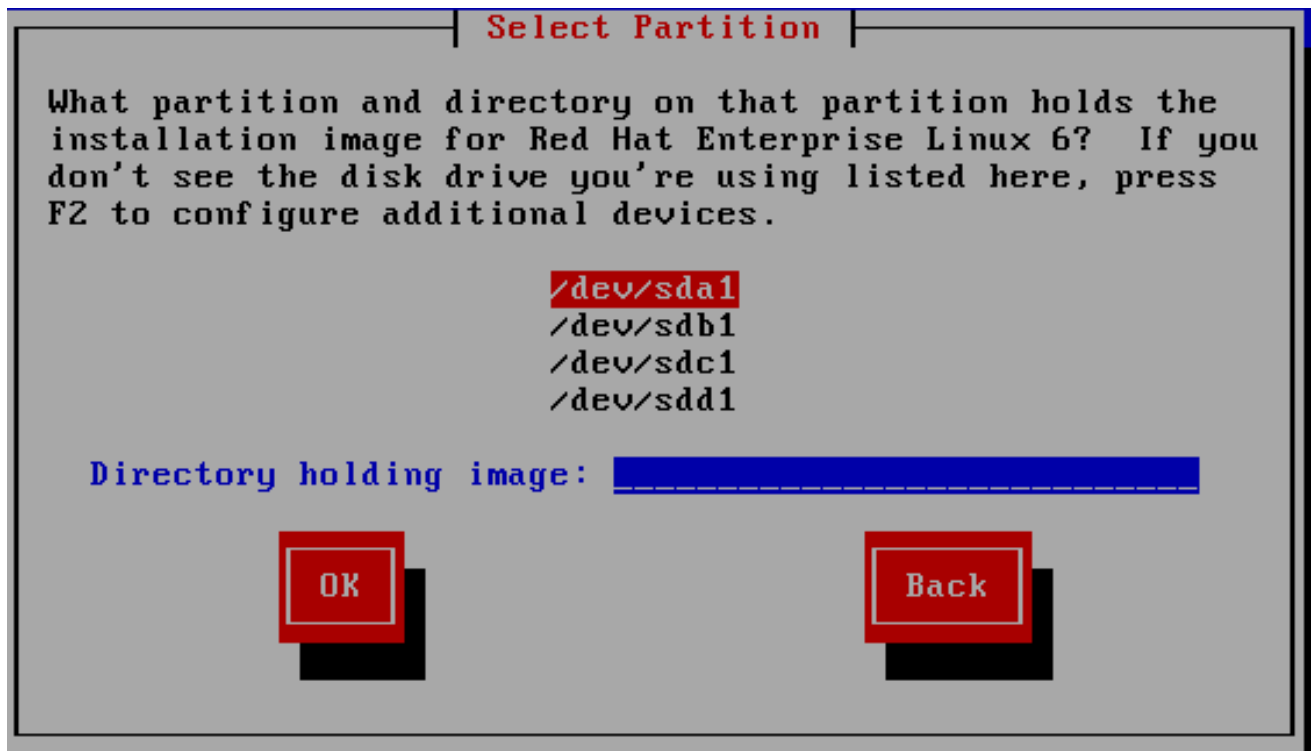 Select Partition
What partition and directory on that partition holds the
installation image for Red Hat Enterprise Linux 6?  If you
don't see the disk drive you're using listed here, press
F2 to configure additional devices.
/dev/sda1
/dev/sdb1
/dev/sdc1
/dev/sdd1
Directory holding image: ____________________________
OK
Back